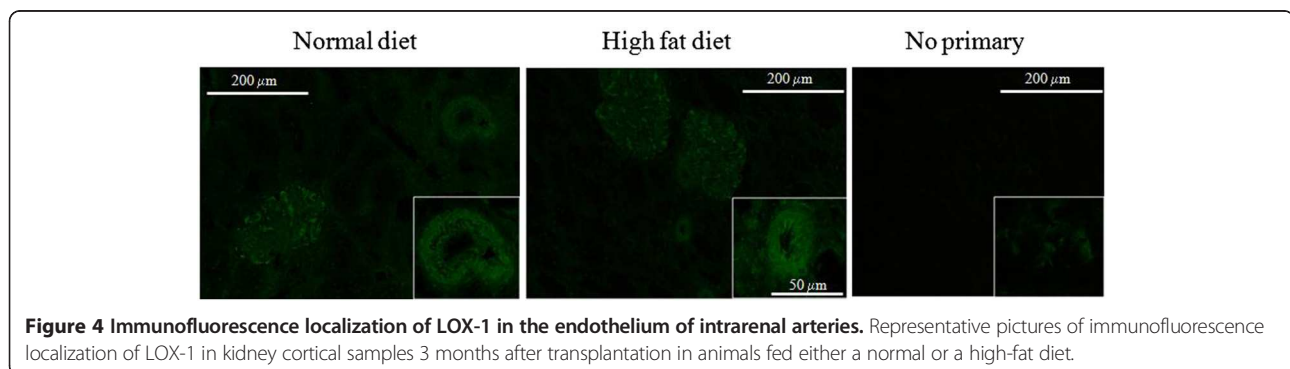 Normal diet High fat diet No primary
200 µm 200 µm 200 µm
50 µm
Figure 4 Immunofluorescence localization of LOX-1 in the endothelium of intrarenal arteries. Representative pictures of immunofluorescence
localization of LOX-1 in kidney cortical samples 3 months after transplantation in animals fed either a normal or a high-fat diet.